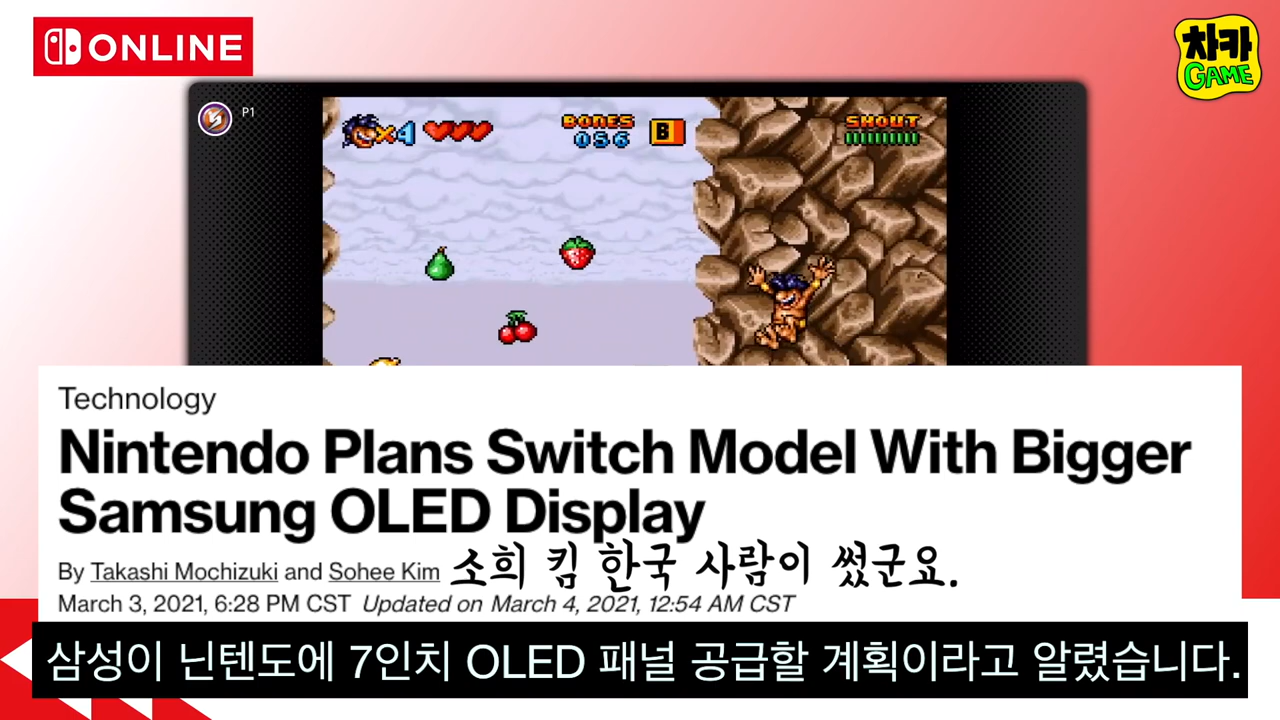 ONLINE
차카
GAME
P1
×4
BONES
036
B
SHOUT
Technology
Nintendo Plans Switch Model With Bigger
Samsung OLED Display
By Takashi Mochizuki and Sohee Kim 소희 킴 한국 사람이 썼군요.
March 3, 2021, 6:28 PM CST Updated on March 4, 2021, 12:54 AM CST
삼성이 닌텐도에 7인치 OLED 패널 공급할 계획이라고 알렸습니다.